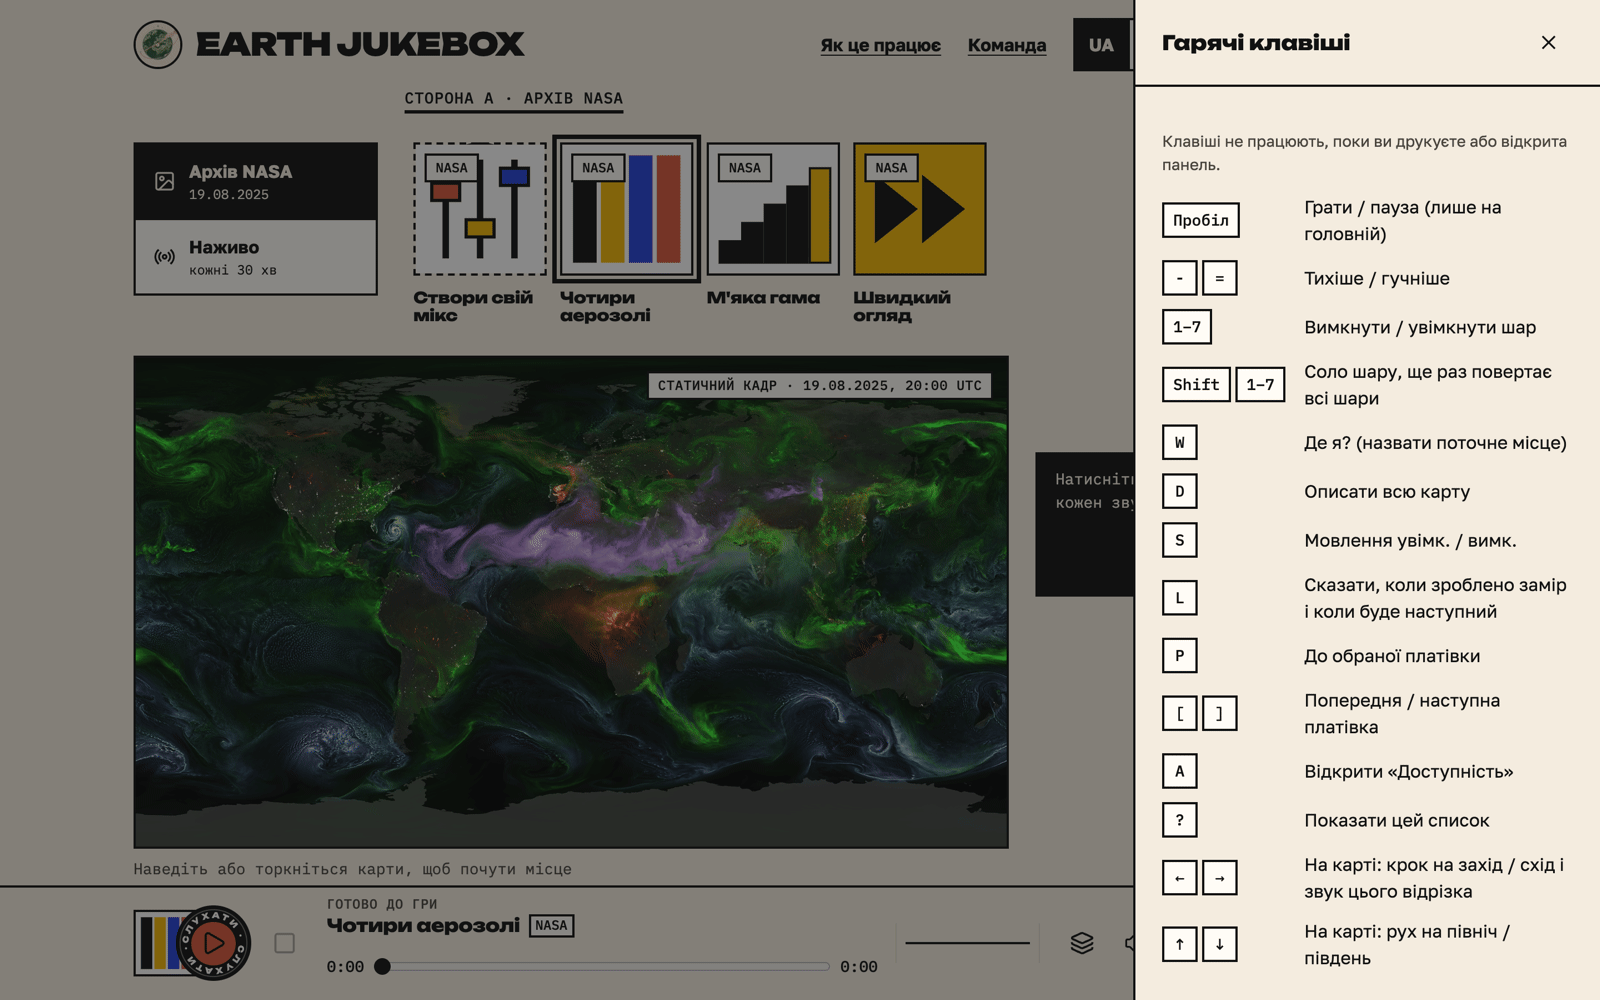 EARTH JUKEBOX
Як це працює
Команда
UA
СТОРОНА А · АРХІВ NASA
Архів NASA
19.08.2025
Наживо
кожні 30 хв
NASA
Створи свій
мікс
NASA
Чотири
аерозолі
NASA
М'яка гама
NASA
Швидкий
огляд
СТАТИЧНИЙ КАДР · 19.08.2025, 20:00 UTC
Наведіть або торкніться карти, щоб почути місце
СЛУХАТИ · СЛУХАТИ ·
ГОТОВО ДО ГРИ
Чотири аерозолі NASA
0:00
0:00
Гарячі клавіші
Клавіші не працюють, поки ви друкуєте або відкрита
панель.
Пробіл
Грати / пауза (лише на
головній)
- =
Тихіше / гучніше
1–7
Вимкнути / увімкнути шар
Shift 1–7
Соло шару, ще раз повертає
всі шари
W
Де я? (назвати поточне місце)
D
Описати всю карту
S
Мовлення увімк. / вимк.
L
Сказати, коли зроблено замір
і коли буде наступний
P
До обраної платівки
[ ]
Попередня / наступна
платівка
A
Відкрити «Доступність»
?
Показати цей список
← →
На карті: крок на захід / схід і
звук цього відрізка
↑ ↓
На карті: рух на північ /
південь